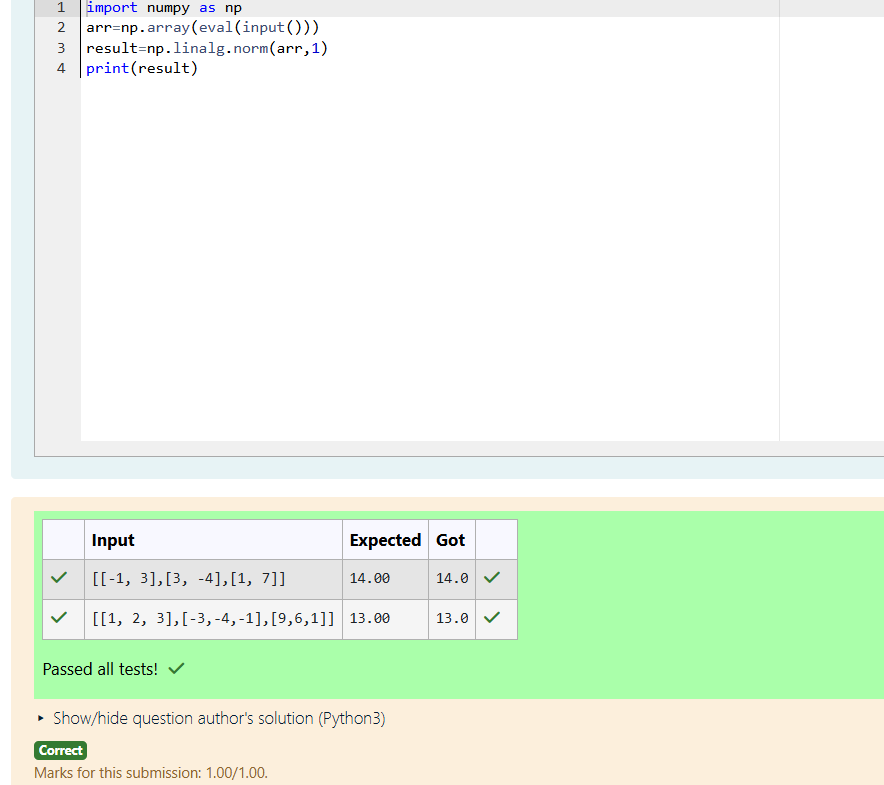 1 import numpy as np
2 arr=np.array(eval(input()))
3 result=np.linalg.norm(arr,1)
4 print(result)
Input Expected Got
[[-1, 3],[3, -4],[1, 7]] 14.00 14.0
[[1, 2, 3],[-3,-4,-1],[9,6,1]] 13.00 13.0
Passed all tests!
Show/hide question author's solution (Python3)
Correct
Marks for this submission: 1.00/1.00.